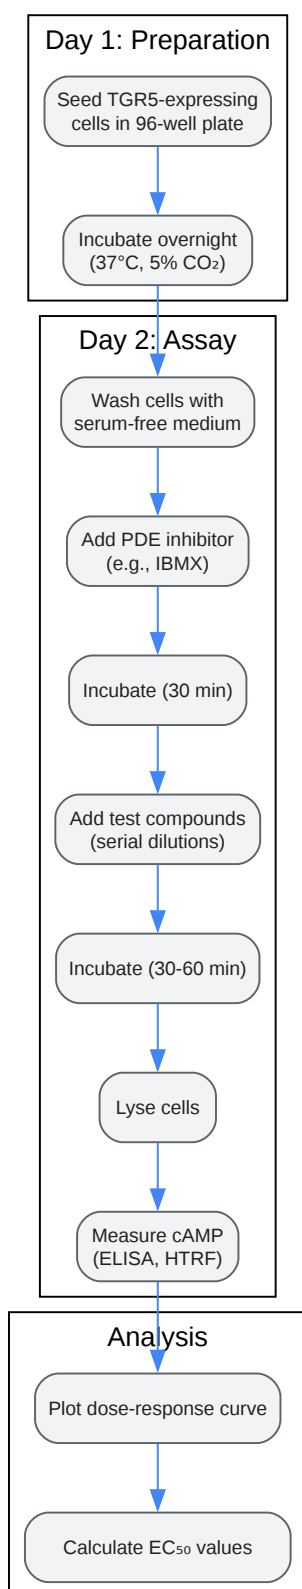 Day 1: Preparation
Seed TGR5-expressing
cells in 96-well plate
Incubate overnight
(37°C, 5% CO₂)
Day 2: Assay
Wash cells with
serum-free medium
Add PDE inhibitor
(e.g., IBMX)
Incubate (30 min)
Add test compounds
(serial dilutions)
Incubate (30-60 min)
Lyse cells
Measure cAMP
(ELISA, HTRF)
Analysis
Plot dose-response curve
Calculate EC₅₀ values